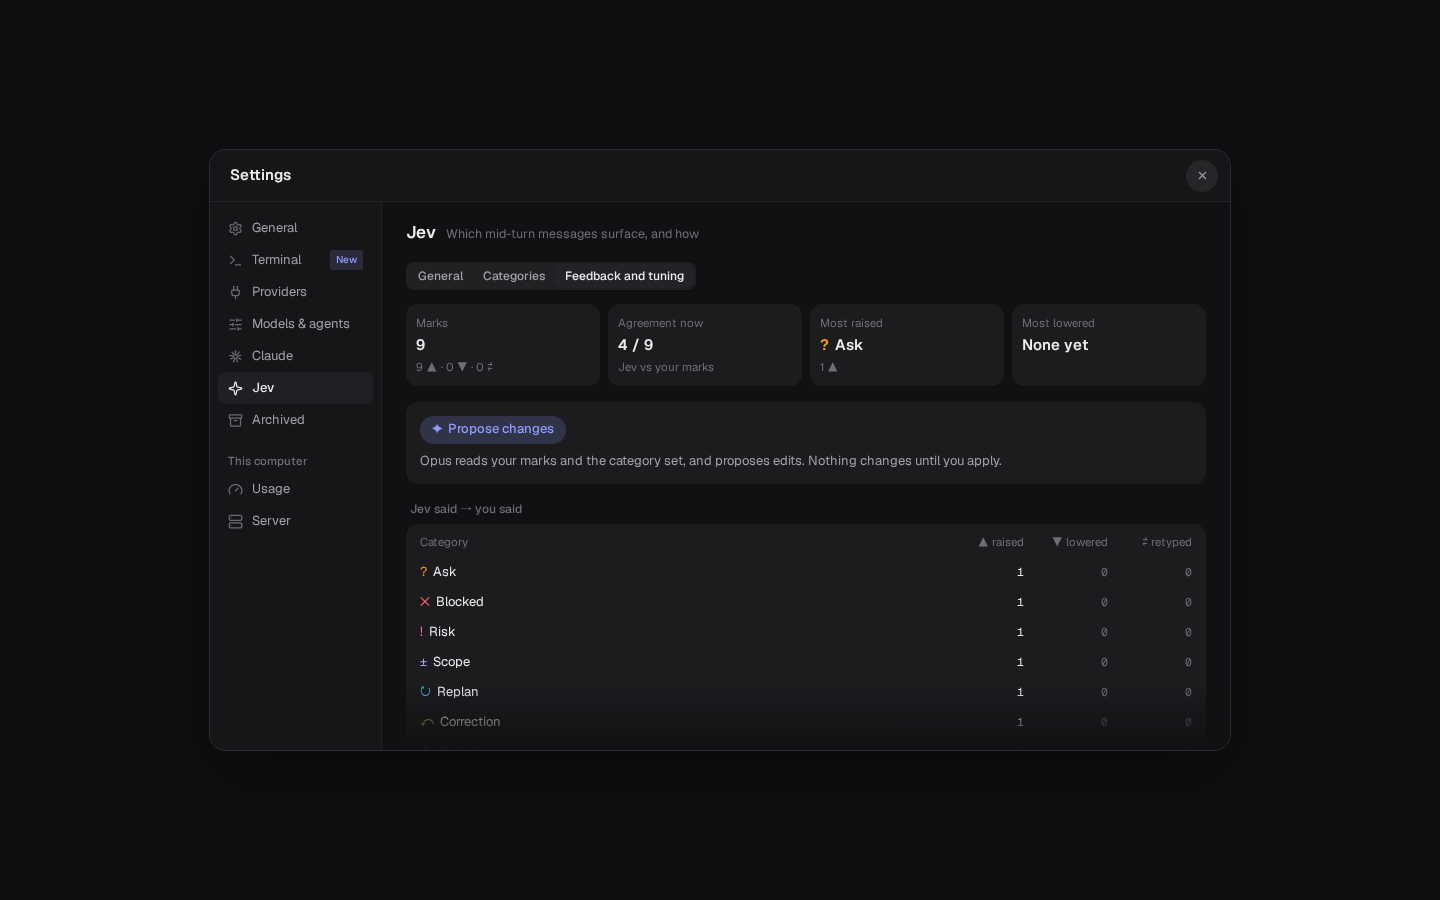 Settings
General
Terminal New
Providers
Models & agents
Claude
Jev
Archived
This computer
Usage
Server
Jev Which mid-turn messages surface, and how
General Categories Feedback and tuning
Marks
9
9 ▲ · 0 ▼ · 0 ⇄
Agreement now
4 / 9
Jev vs your marks
Most raised
? Ask
1 ▲
Most lowered
None yet
✦ Propose changes
Opus reads your marks and the category set, and proposes edits. Nothing changes until you apply.
Jev said → you said
Category ▲ raised ▼ lowered ⇄ retyped
? Ask 1 0 0
✕ Blocked 1 0 0
! Risk 1 0 0
± Scope 1 0 0
↻ Replan 1 0 0
↶ Correction 1 0 0